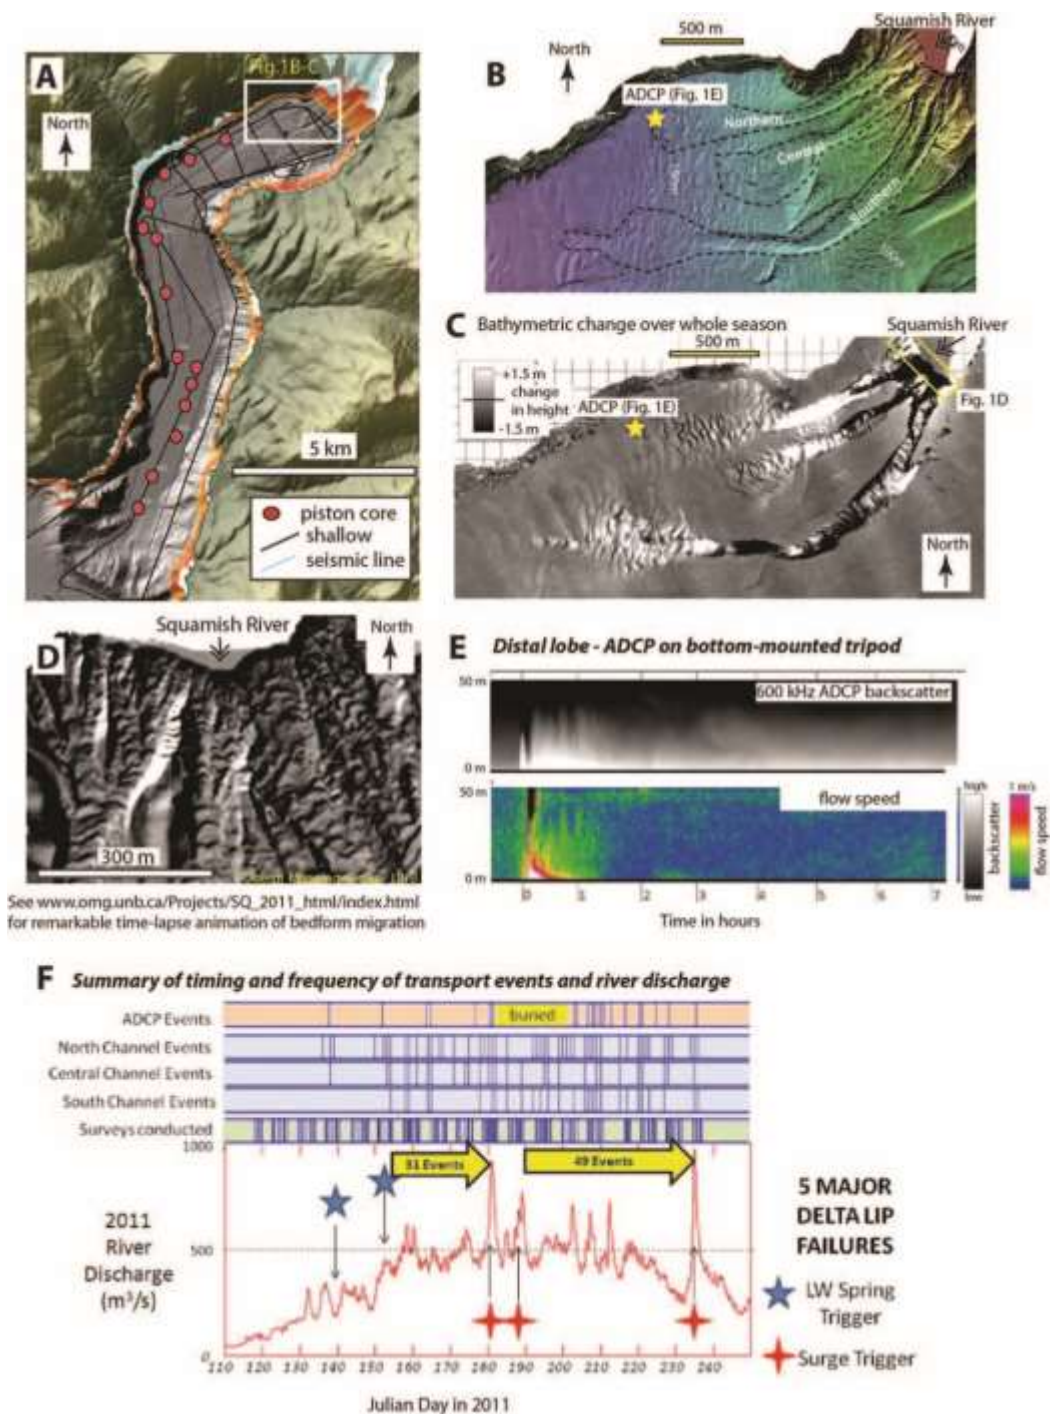 A
Fig.1B-C
North
5 km
piston core
shallow
seismic line
B
500 m
Squamish River
North
ADCP (Fig. 1E)
Northern
Central
Southern
C Bathymetric change over whole season
Squamish River
500 m
+1.5 m
change
in height
-1.5 m
ADCP (Fig. 1E)
Fig. 1D
North
D
Squamish River
North
300 m
See www.omg.unb.ca/Projects/SQ_2011_html/index.html
for remarkable time-lapse animation of bedform migration
E Distal lobe - ADCP on bottom-mounted tripod
50 m
600 kHz ADCP backscatter
0 m
50 m
flow speed
0 m
0 1 2 3 4 5 6 7
Time in hours
high
low
backscatter
1 m/s
flow speed
F Summary of timing and frequency of transport events and river discharge
ADCP Events
buried
North Channel Events
Central Channel Events
South Channel Events
Surveys conducted
1000
31 Events
49 Events
500
2011
River
Discharge
(m³/s)
0
110 120 130 140 150 160 170 180 190 200 210 220 230 240
Julian Day in 2011
5 MAJOR
DELTA LIP
FAILURES
LW Spring
Trigger
Surge Trigger